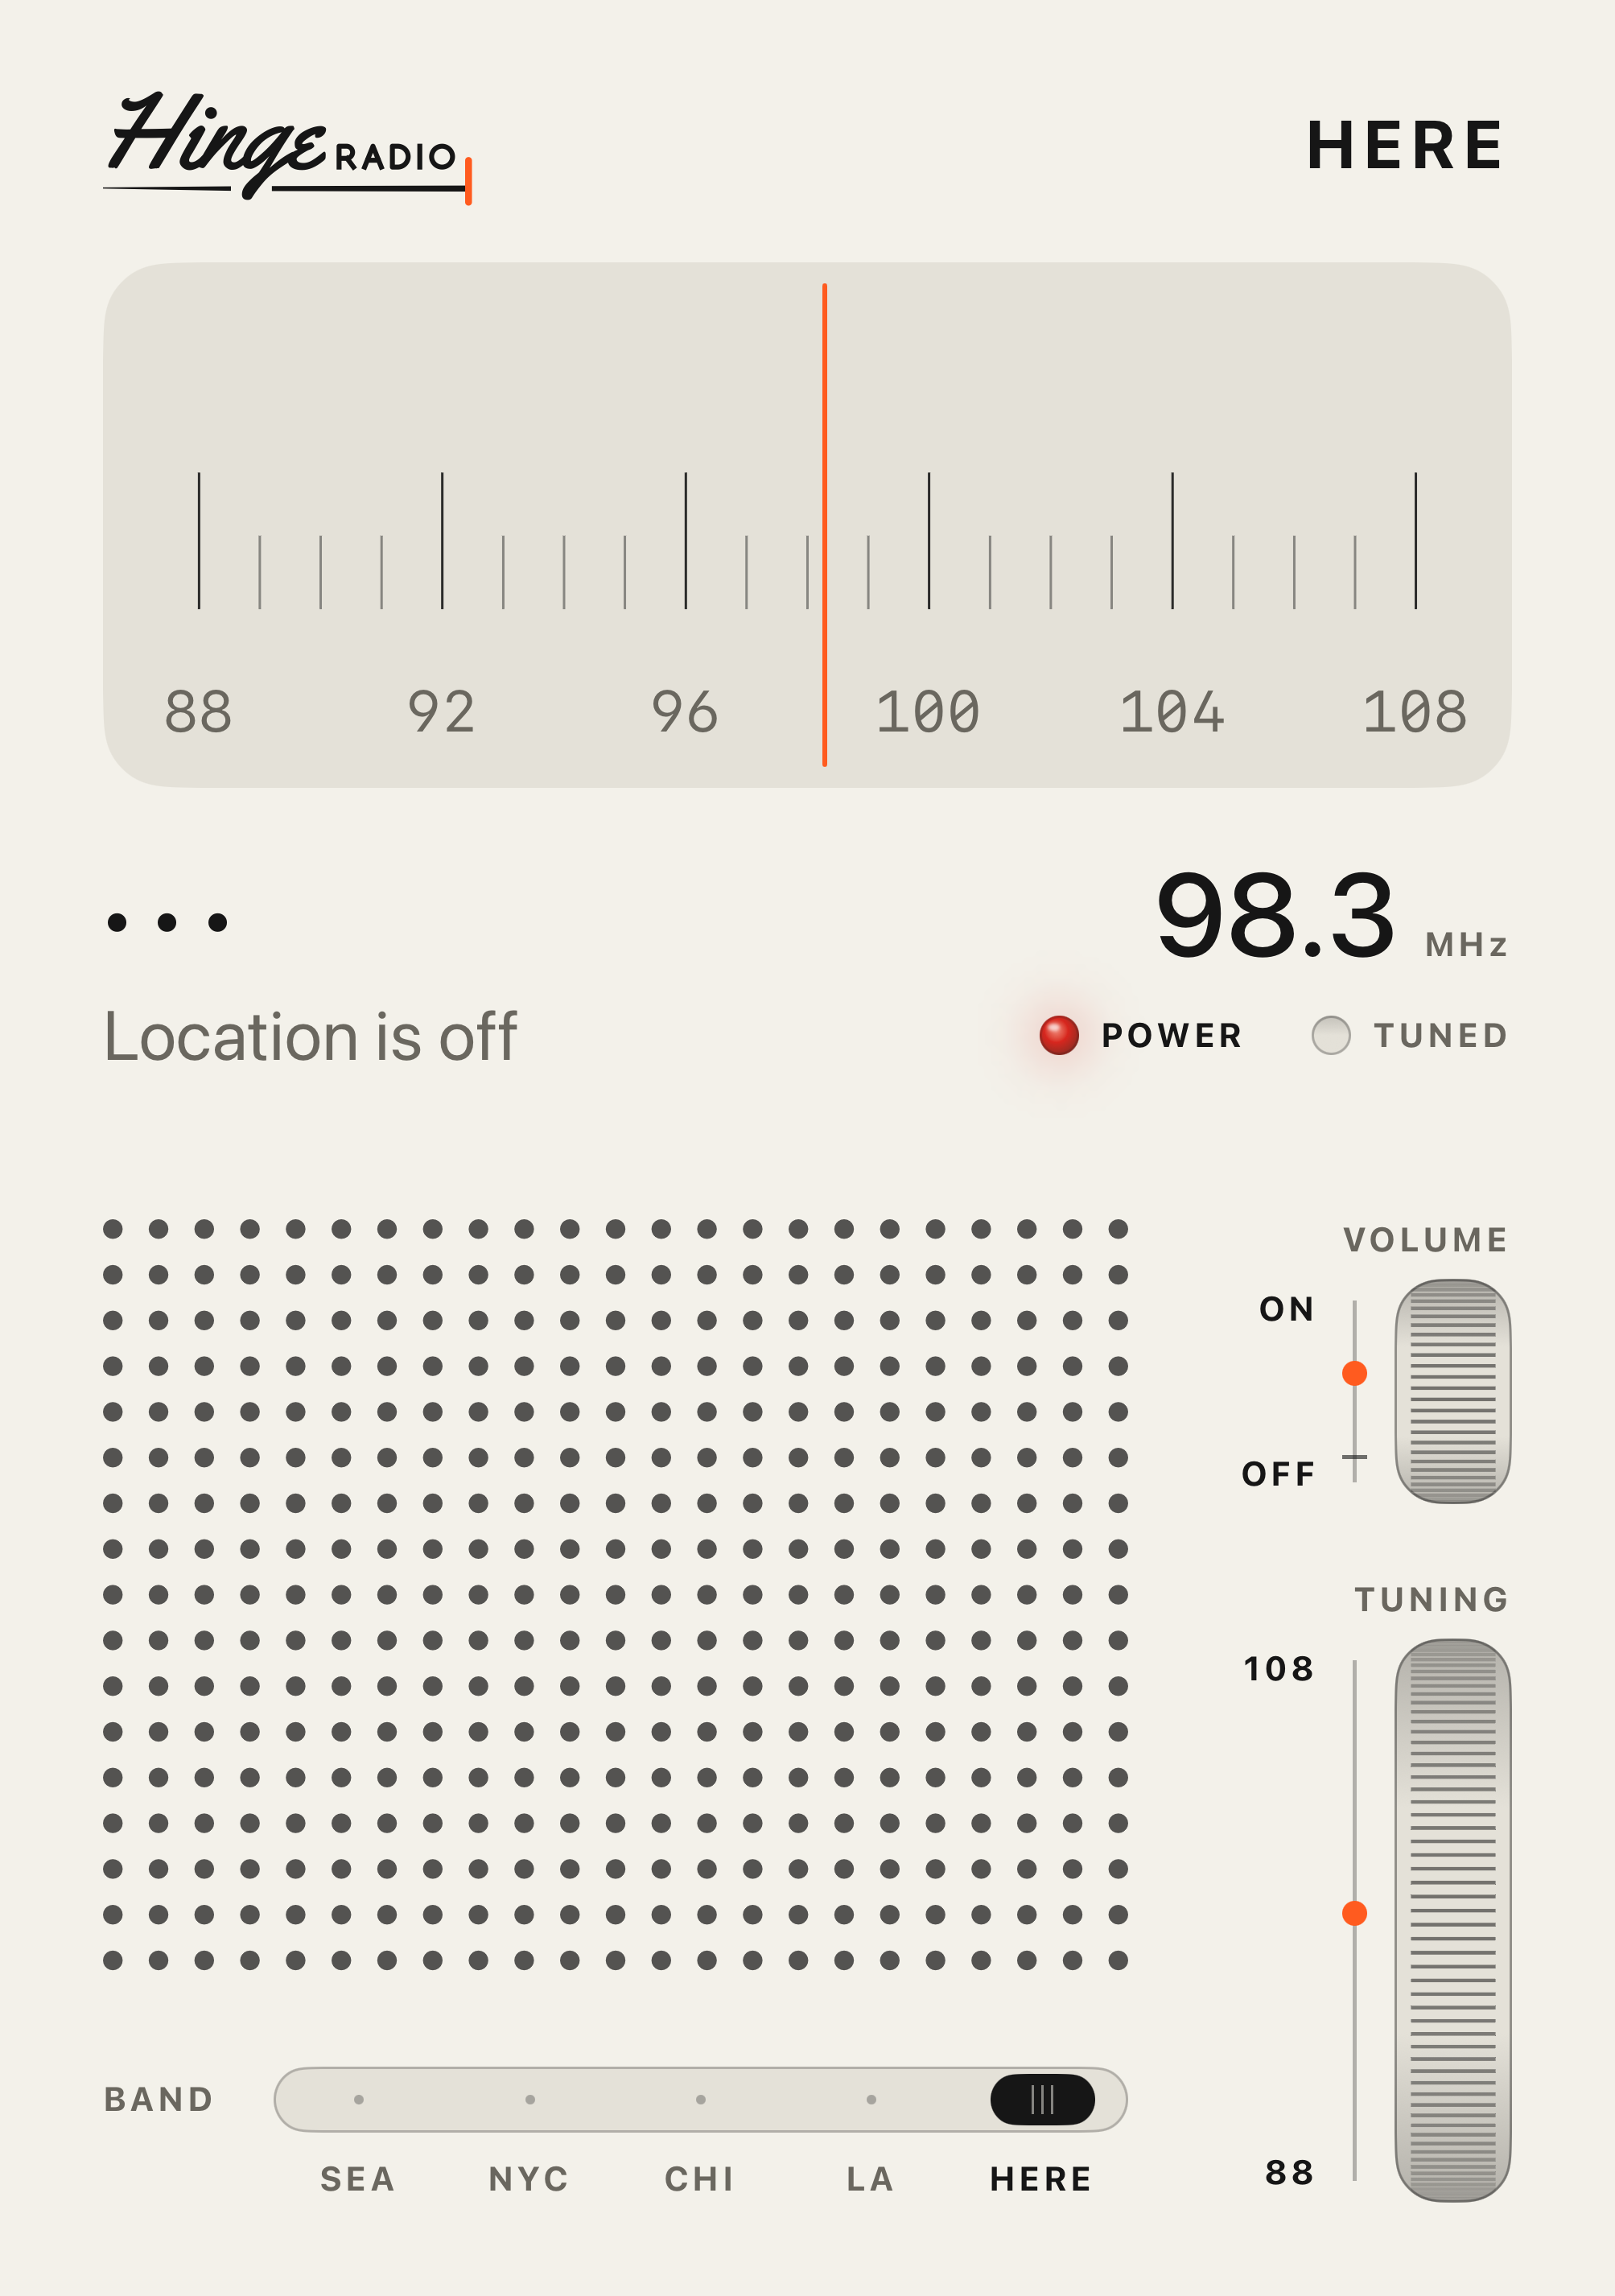 Hinge RADIO
HERE
88 92 96 100 104 108
• • •
98.3 MHz
Location is off
POWER TUNED
VOLUME
ON
OFF
TUNING
108
88
BAND
SEA NYC CHI LA HERE